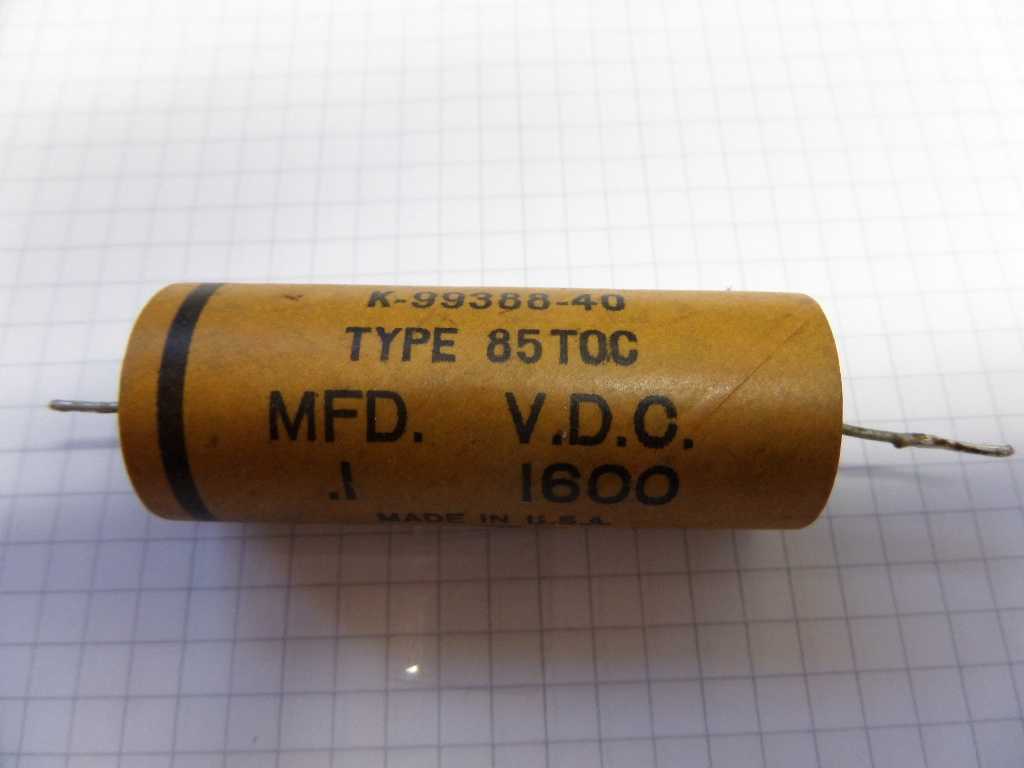 K-99388-40
TYPE 85TOC
MFD. V.D.C.
.1 1600
MADE IN U.S.A.